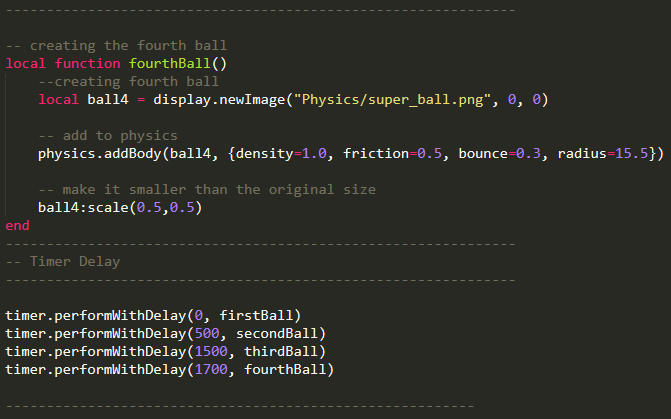 --------------------------------------------------------------
-- creating the fourth ball
local function fourthBall()
    --creating fourth ball
    local ball4 = display.newImage("Physics/super_ball.png", 0, 0)
    -- add to physics
    physics.addBody(ball4, {density=1.0, friction=0.5, bounce=0.3, radius=15.5})
    -- make it smaller than the original size
    ball4:scale(0.5,0.5)
end
--------------------------------------------------------------
-- Timer Delay
--------------------------------------------------------------
timer.performWithDelay(0, firstBall)
timer.performWithDelay(500, secondBall)
timer.performWithDelay(1500, thirdBall)
timer.performWithDelay(1700, fourthBall)
---------------------------------------------------------